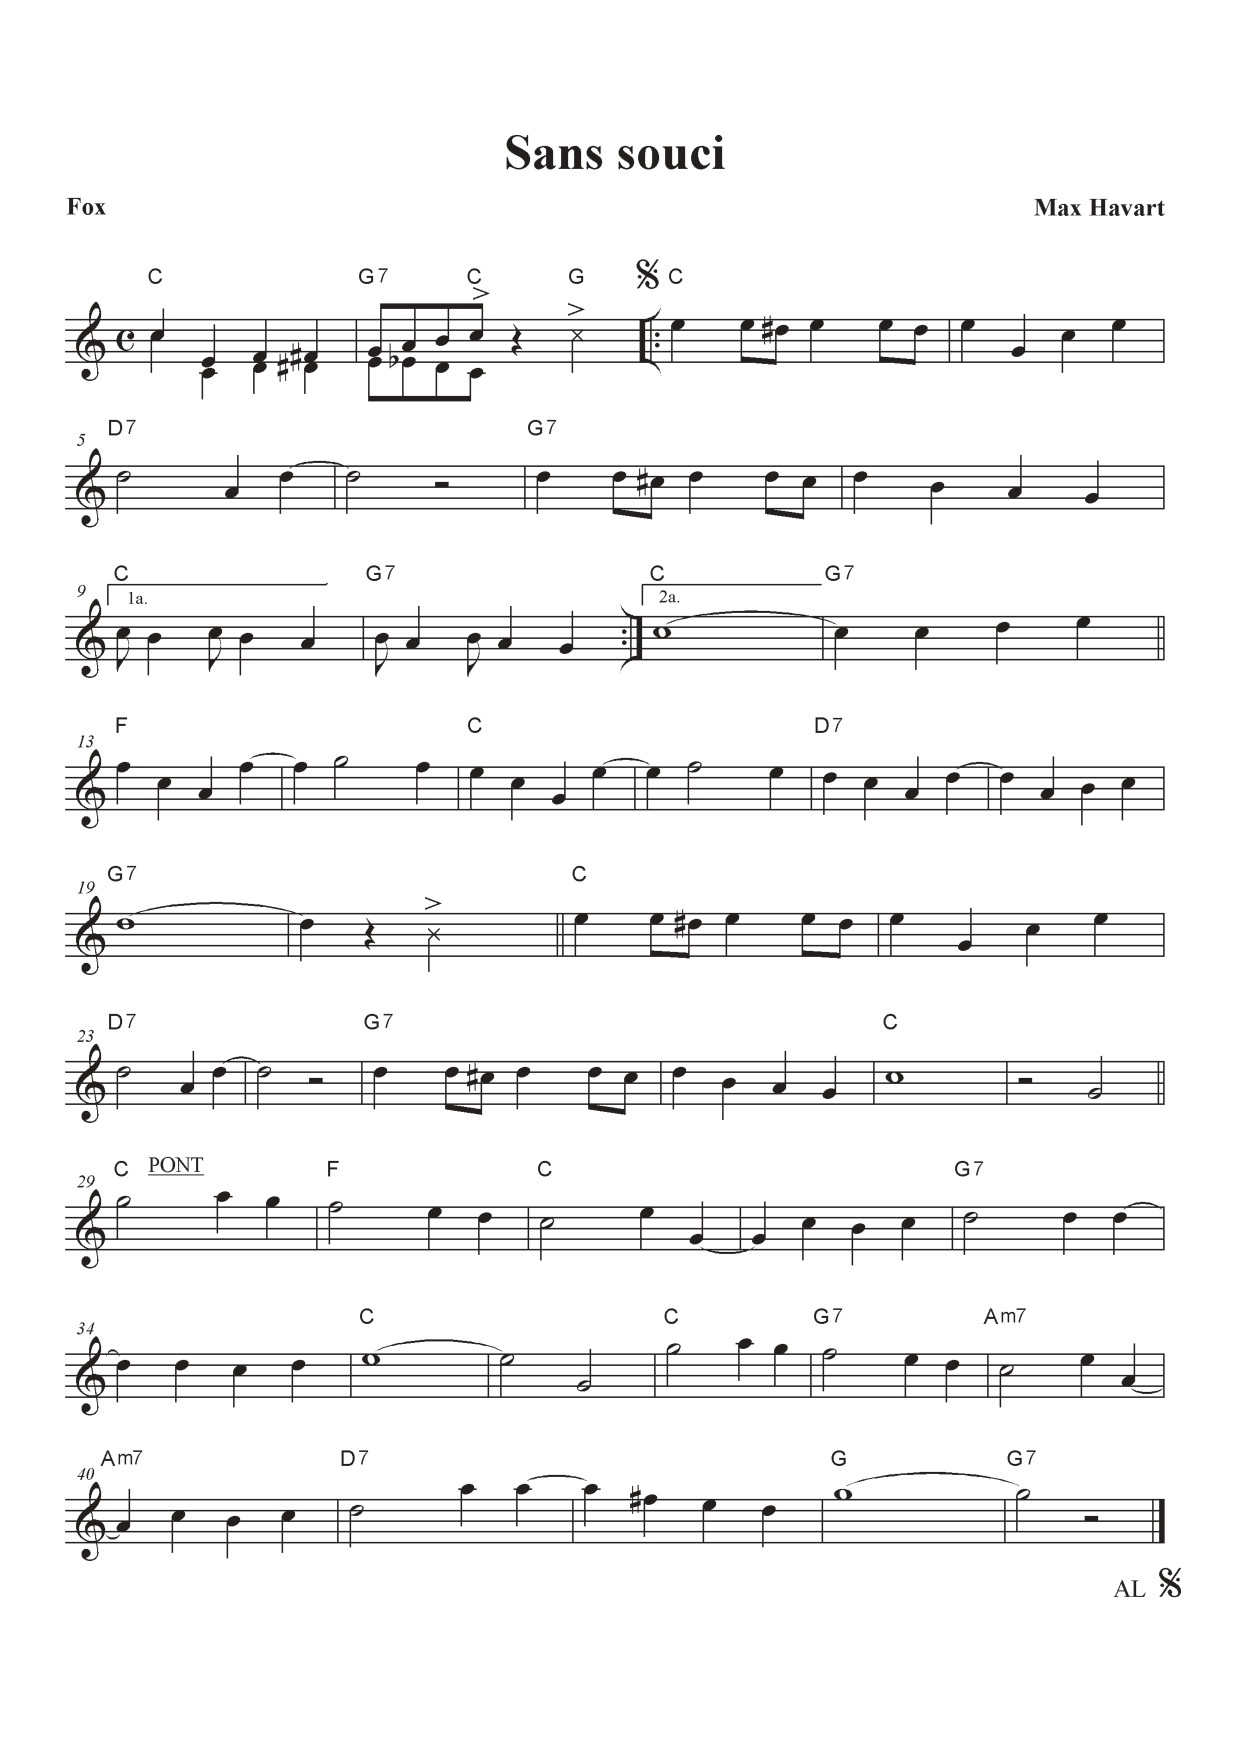 Sans souci
Fox
Max Havart
C G7 C G C
5 D7 G7
9 C G7 C G7
1a. 2a.
13 F C D7
19 G7 C
23 D7 G7 C
29 C PONT F C G7
34 C C G7 Am7
40 Am7 D7 G G7
AL